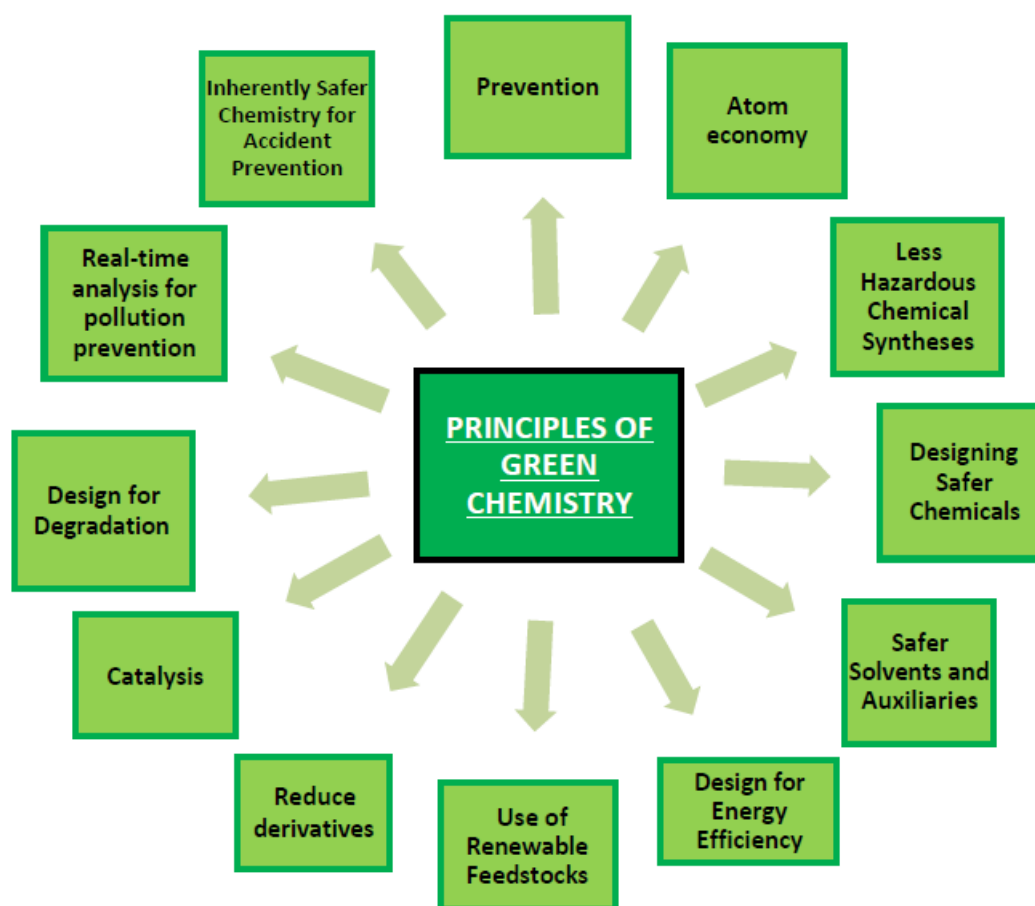 Prevention
Atom
economy
Less
Hazardous
Chemical
Syntheses
Designing
Safer
Chemicals
Safer
Solvents and
Auxiliaries
Design for
Energy
Efficiency
Use of
Renewable
Feedstocks
Reduce
derivatives
Catalysis
Design for
Degradation
Real-time
analysis for
pollution
prevention
Inherently Safer
Chemistry for
Accident
Prevention
PRINCIPLES OF
GREEN
CHEMISTRY